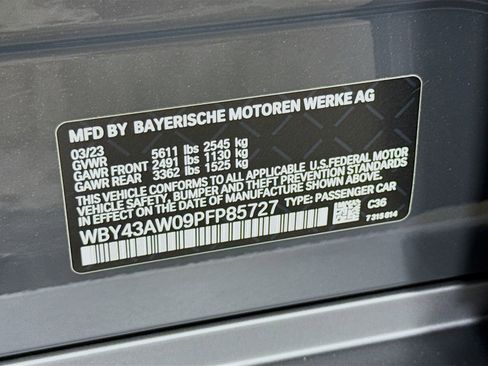 MFD BY BAYERISCHE MOTOREN WERKE AG
03/23 5611 lbs 2545 kg
GVWR
GAWR FRONT 2491 lbs 1130 kg
GAWR REAR 3362 lbs 1525 kg
THIS VEHICLE CONFORMS TO ALL APPLICABLE U.S. FEDERAL MOTOR
VEHICLE SAFETY, BUMPER, AND THEFT PREVENTION STANDARDS
IN EFFECT ON THE DATE OF MANUFACTURE SHOWN ABOVE.
WBY43AW09PFP85727 TYPE: PASSENGER CAR
C36
7315014